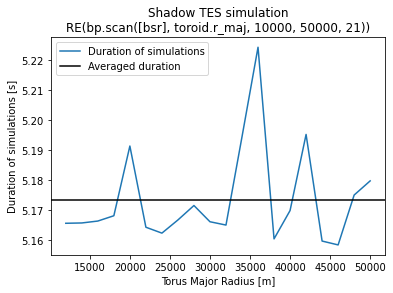 Shadow TES simulation
RE(bp.scan([bsr], toroid.r_maj, 10000, 50000, 21))
Duration of simulations
Averaged duration
Duration of simulations [s]
5.22
5.21
5.20
5.19
5.18
5.17
5.16
15000 20000 25000 30000 35000 40000 45000 50000
Torus Major Radius [m]